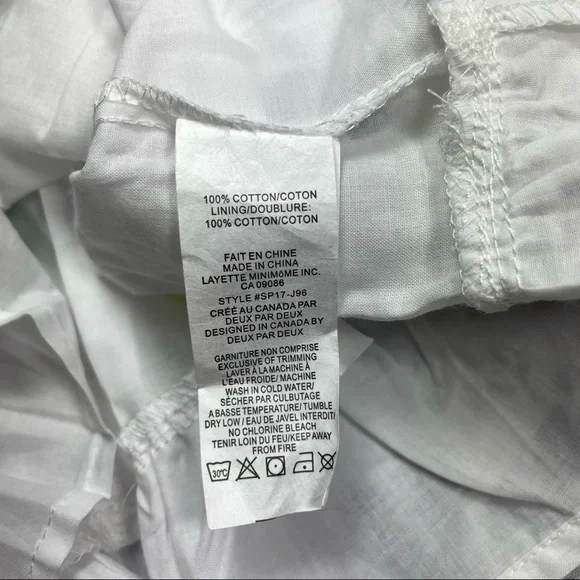 100% COTTON/COTON
LINING/DOUBLURE:
100% COTTON/COTON
FAIT EN CHINE
MADE IN CHINA
LAYETTE MINIMôME INC.
CA 09086
STYLE #SP17-J96
CRÉÉ AU CANADA PAR
DEUX PAR DEUX
DESIGNED IN CANADA BY
DEUX PAR DEUX
GARNITURE NON COMPRISE
EXCLUSIVE OF TRIMMING
LAVER À LA MACHINE À
L'EAU FROIDE/ MACHINE
WASH IN COLD WATER/
SÉCHER PAR CULBUTAGE
A BASSE TEMPERATURE/ TUMBLE
DRY LOW / EAU DE JAVEL INTERDIT/
NO CHLORINE BLEACH
TENIR LOIN DU FEU/KEEP AWAY
FROM FIRE
30ºC